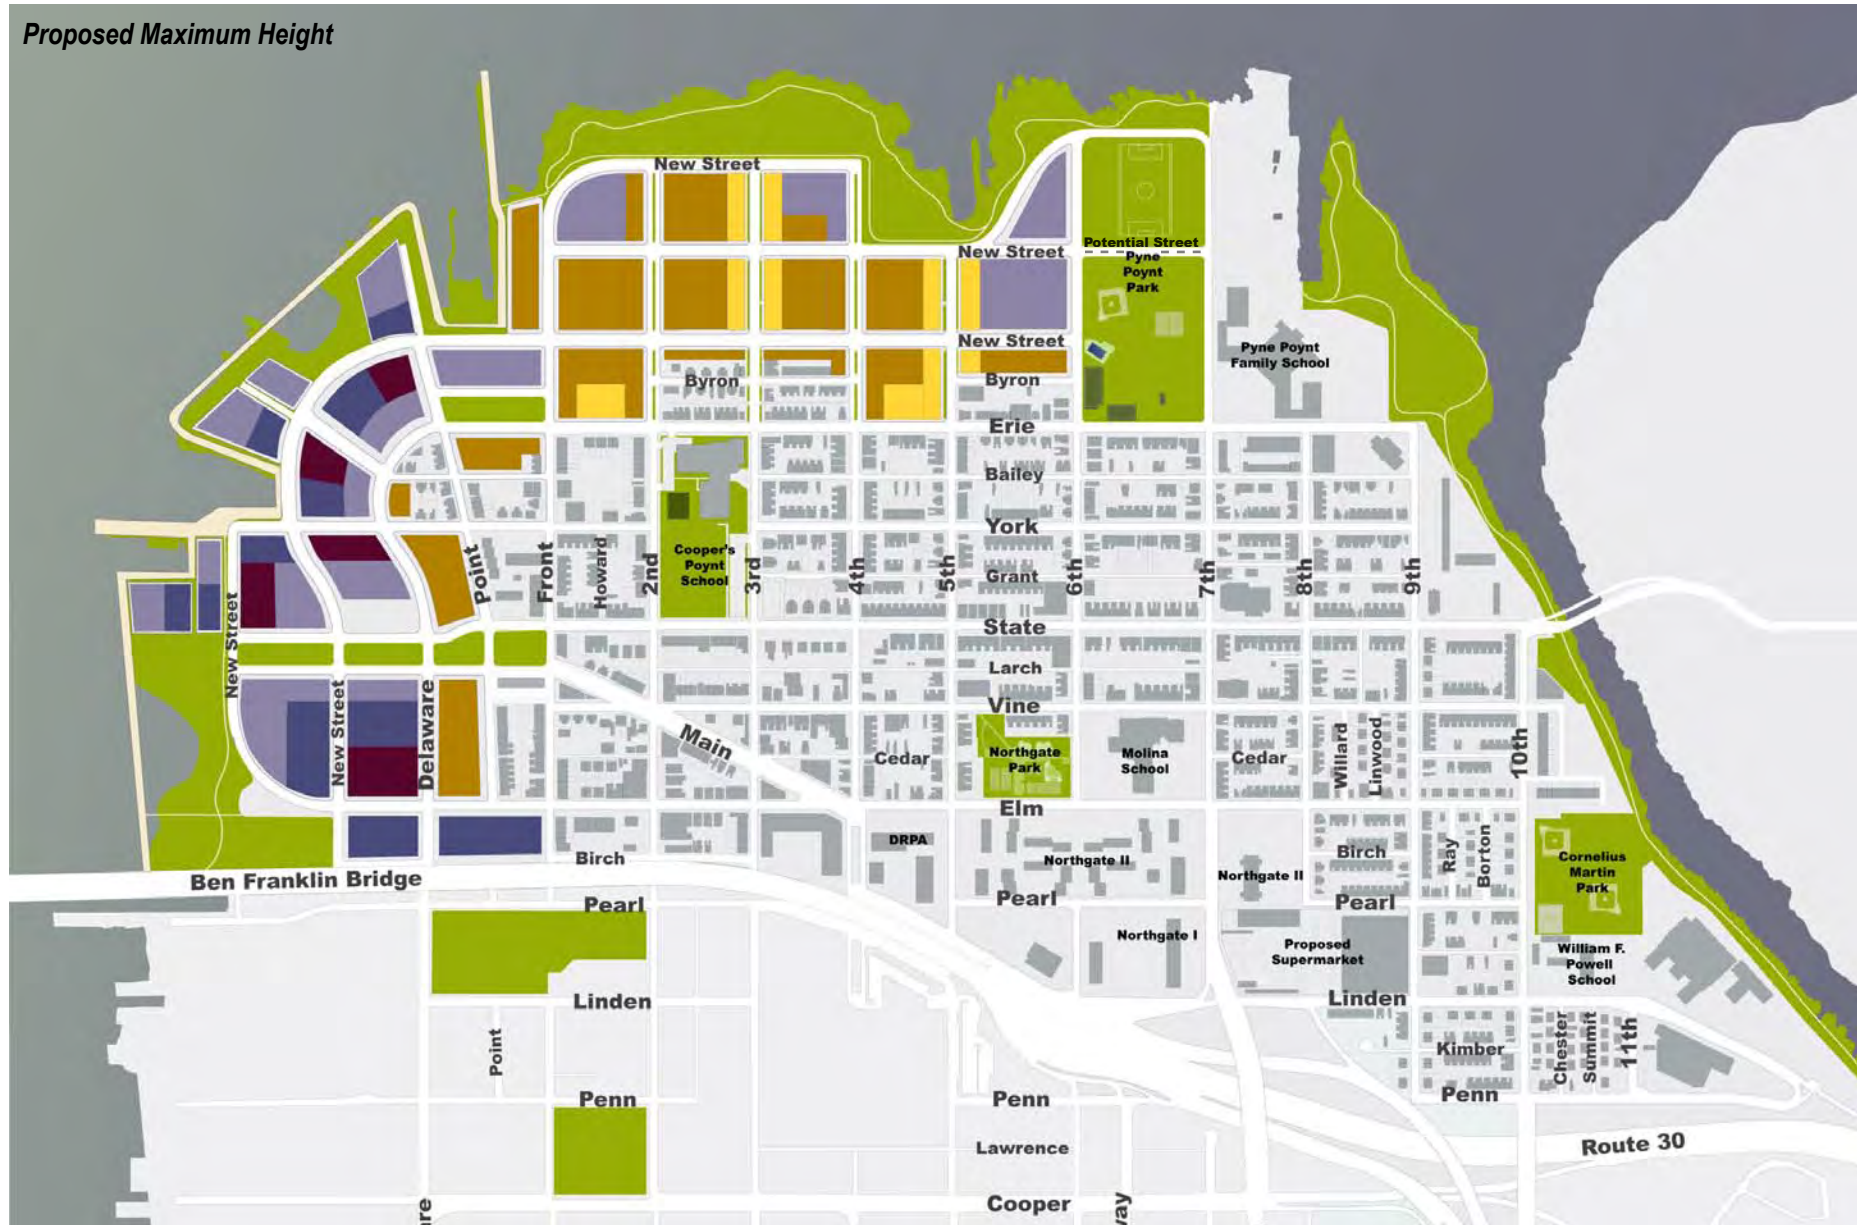 Proposed Maximum Height
New Street
Potential Street
New Street
Pyne
Poynt
Park
New Street
Pyne Poynt
Family School
Byron
Byron
Erie
Bailey
York
Cooper's
Poynt
School
Grant
Point
Front
Howard
2nd
3rd
4th
5th
6th
7th
8th
9th
State
New Street
Larch
Vine
New Street
Delaware
Main
Cedar
Northgate
Park
Molina
School
Cedar
Willard
Linwood
10th
Elm
DRPA
Birch
Northgate II
Birch
Ray
Borton
Cornelius
Martin
Park
Ben Franklin Bridge
Northgate II
Pearl
Pearl
Pearl
Northgate I
Proposed
Supermarket
William F.
Powell
School
Linden
Linden
Point
Kimber
Chester
Summit
11th
Penn
Penn
Penn
Lawrence
Route 30
Cooper
are
way